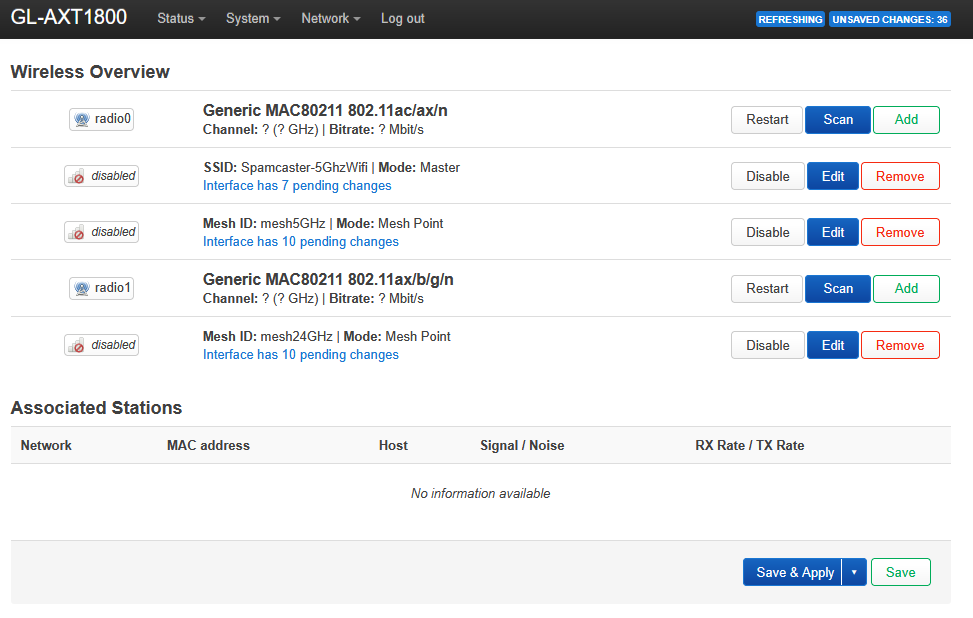 GL-AXT1800 Status System Network Log out REFRESHING UNSAVED CHANGES: 36
Wireless Overview
radio0
Generic MAC80211 802.11ac/ax/n
Channel: ? (? GHz) | Bitrate: ? Mbit/s
Restart Scan Add
disabled
SSID: Spamcaster-5GhzWifi | Mode: Master
Interface has 7 pending changes
Disable Edit Remove
disabled
Mesh ID: mesh5GHz | Mode: Mesh Point
Interface has 10 pending changes
Disable Edit Remove
radio1
Generic MAC80211 802.11ax/b/g/n
Channel: ? (? GHz) | Bitrate: ? Mbit/s
Restart Scan Add
disabled
Mesh ID: mesh24GHz | Mode: Mesh Point
Interface has 10 pending changes
Disable Edit Remove
Associated Stations
Network MAC address Host Signal / Noise RX Rate / TX Rate
No information available
Save & Apply Save